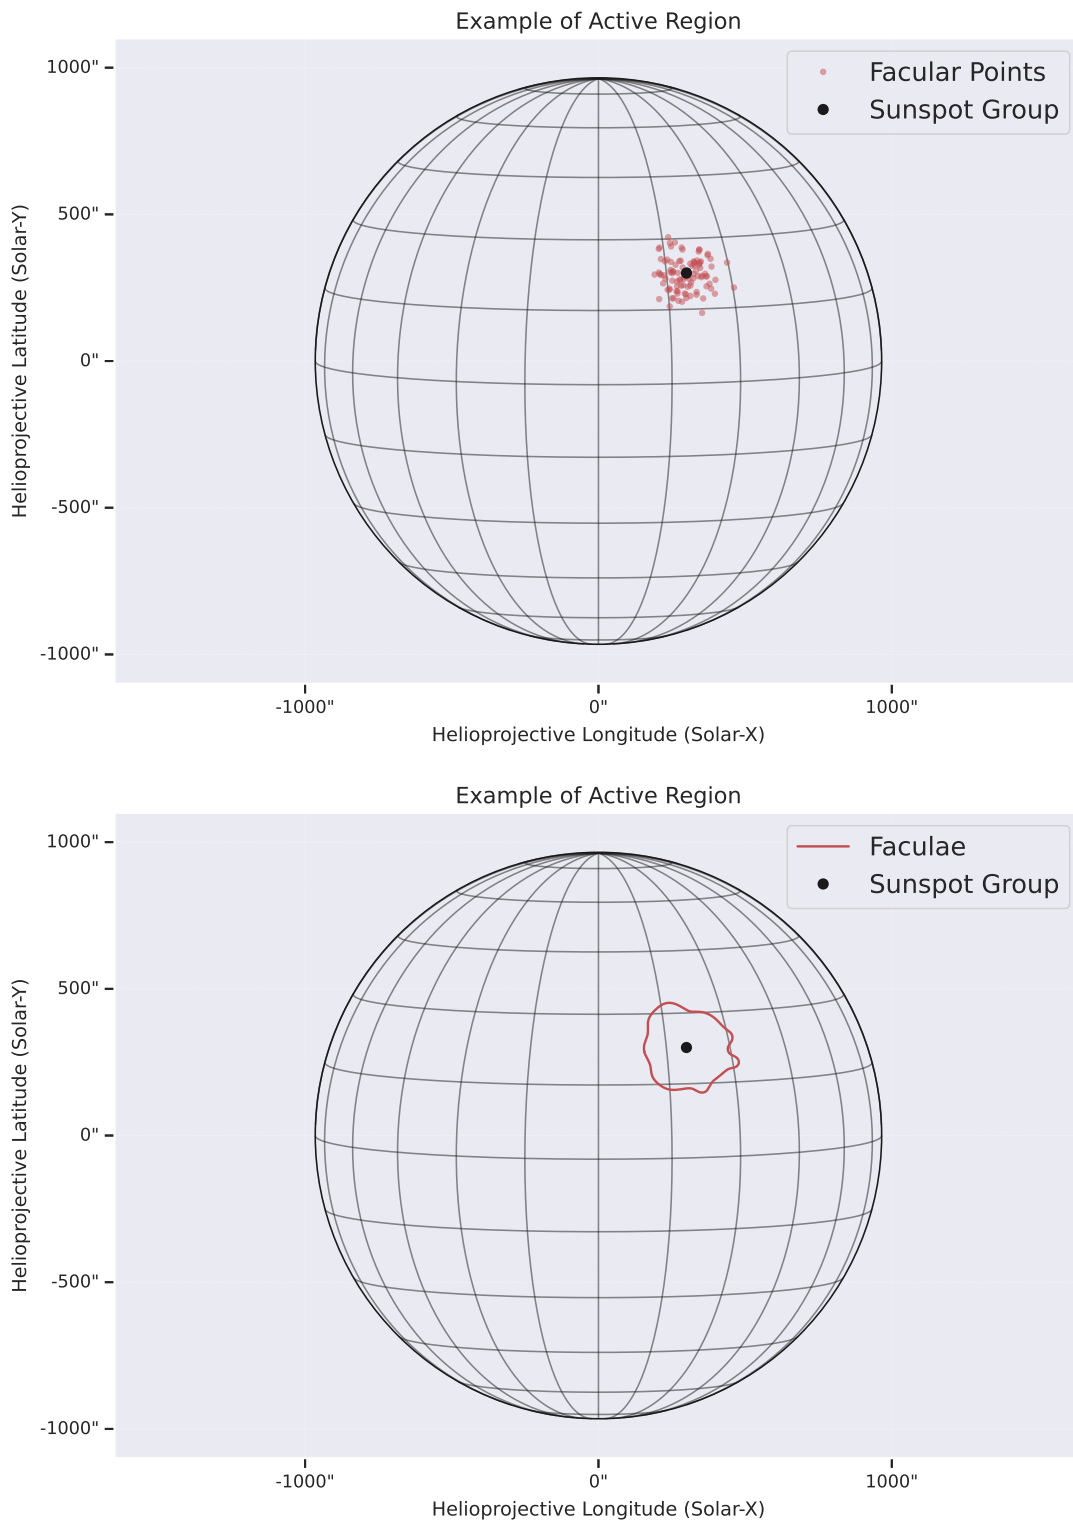 Example of Active Region
Facular Points
Sunspot Group
1000"
500"
0"
-500"
-1000"
Helioprojective Latitude (Solar-Y)
-1000"
0"
1000"
Helioprojective Longitude (Solar-X)
Example of Active Region
Faculae
Sunspot Group
1000"
500"
0"
-500"
-1000"
Helioprojective Latitude (Solar-Y)
-1000"
0"
1000"
Helioprojective Longitude (Solar-X)